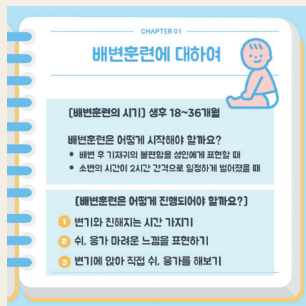 CHAPTER 01
배변훈련에 대하여
(배변훈련의 시기) 생후 18~36개월
배변훈련은 어떻게 시작해야 할까요?
• 배변 후 기저귀의 불편함을 성인에게 표현할 때
• 소변의 시간이 2시간 간격으로 일정하게 벌어졌을 때
(배변훈련은 어떻게 진행되어야 할까요?)
1 변기와 친해지는 시간 가지기
2 쉬, 응가 마려운 느낌을 표현하기
3 변기에 앉아 직접 쉬, 응가를 해보기